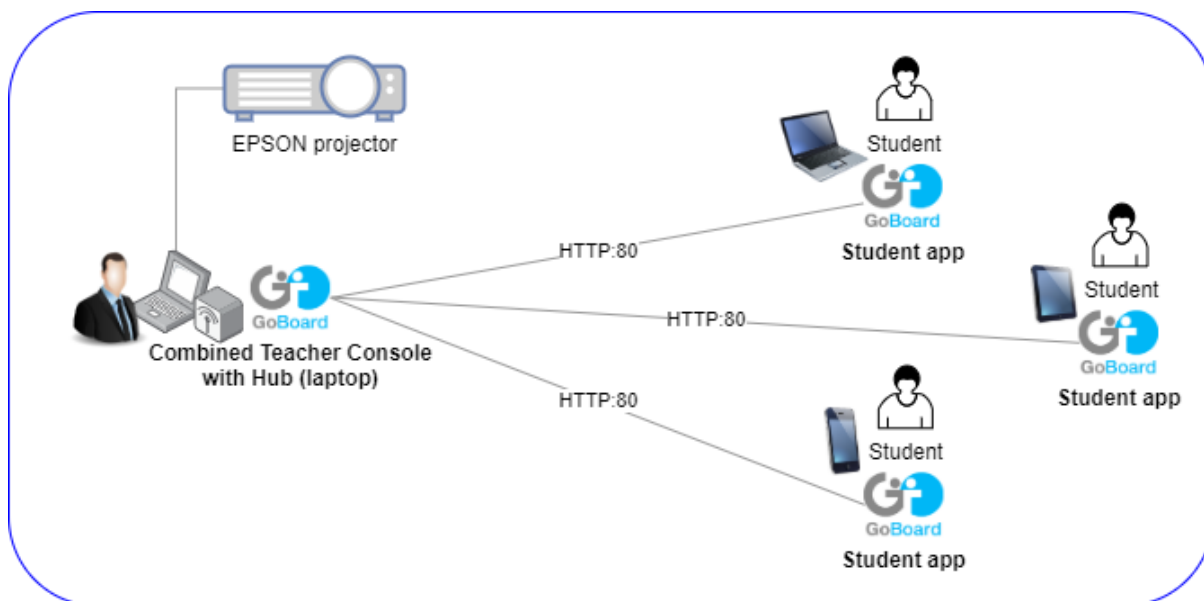 EPSON projector
Student
GoBoard
Student app
HTTP:80
Student
GoBoard
Student app
HTTP:80
GoBoard
Combined Teacher Console
with Hub (laptop)
HTTP:80
Student
GoBoard
Student app